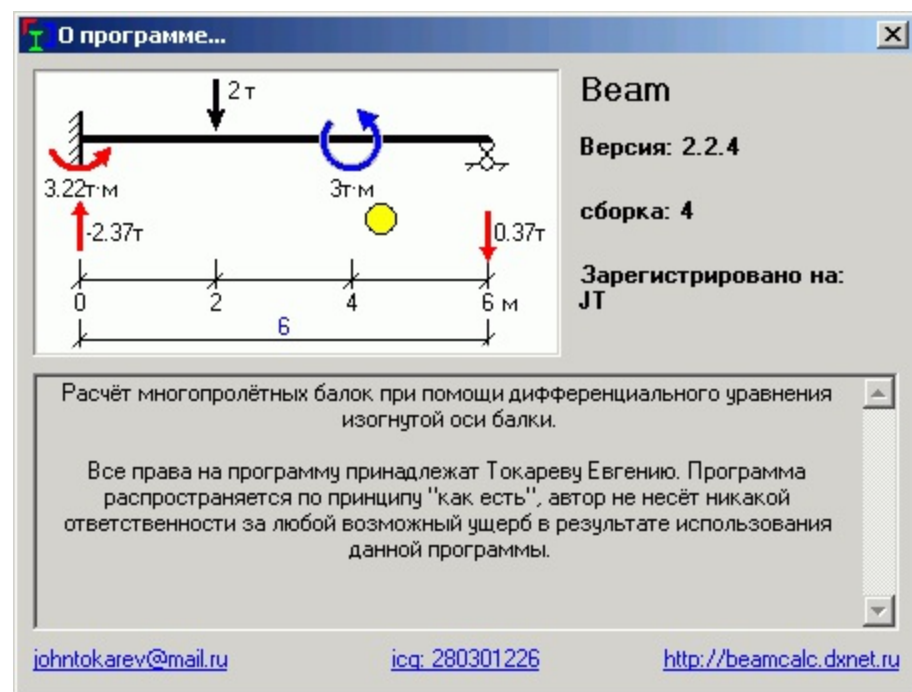 О программе...
2 т
3.22т·м
3т·м
-2.37т
0.37т
0
2
4
6 м
6
Beam
Версия: 2.2.4
сборка: 4
Зарегистрировано на:
JT
Расчёт многопролётных балок при помощи дифференциального уравнения
изогнутой оси балки.
Все права на программу принадлежат Токареву Евгению. Программа
распространяется по принципу "как есть", автор не несёт никакой
ответственности за любой возможный ущерб в результате использования
данной программы.
johntokarev@mail.ru
icq: 280301226
http://beamcalc.dxnet.ru